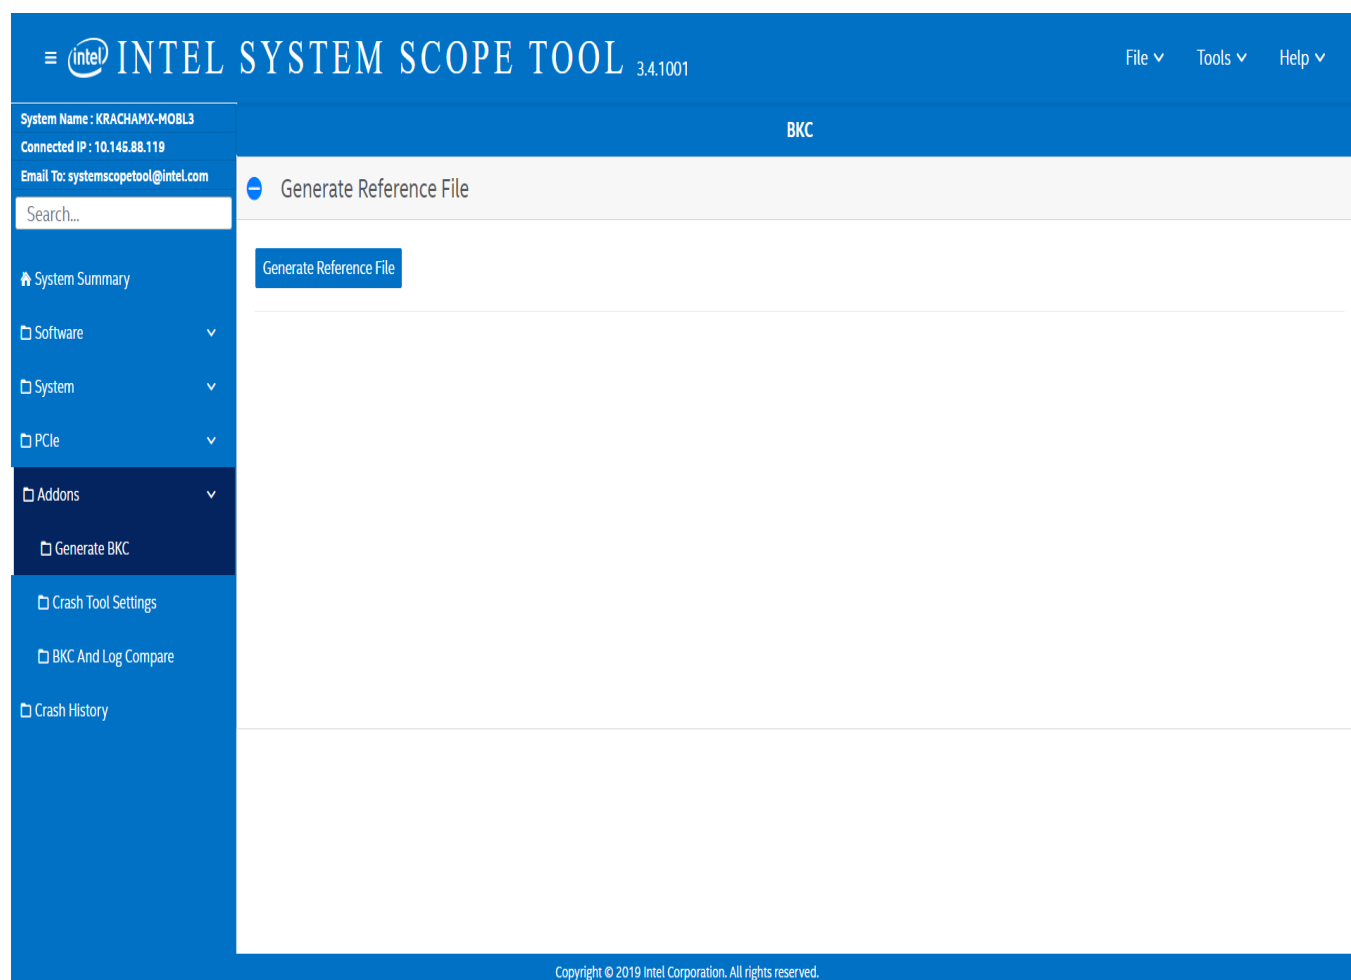 intel INTEL SYSTEM SCOPE TOOL 3.4.1001
File Tools Help
System Name : KRACHAMX-MOBL3
Connected IP : 10.145.88.119
Email To: systemscopetool@intel.com
Search...
System Summary
Software
System
PCIe
Addons
Generate BKC
Crash Tool Settings
BKC And Log Compare
Crash History
BKC
Generate Reference File
Generate Reference File
Copyright © 2019 Intel Corporation. All rights reserved.